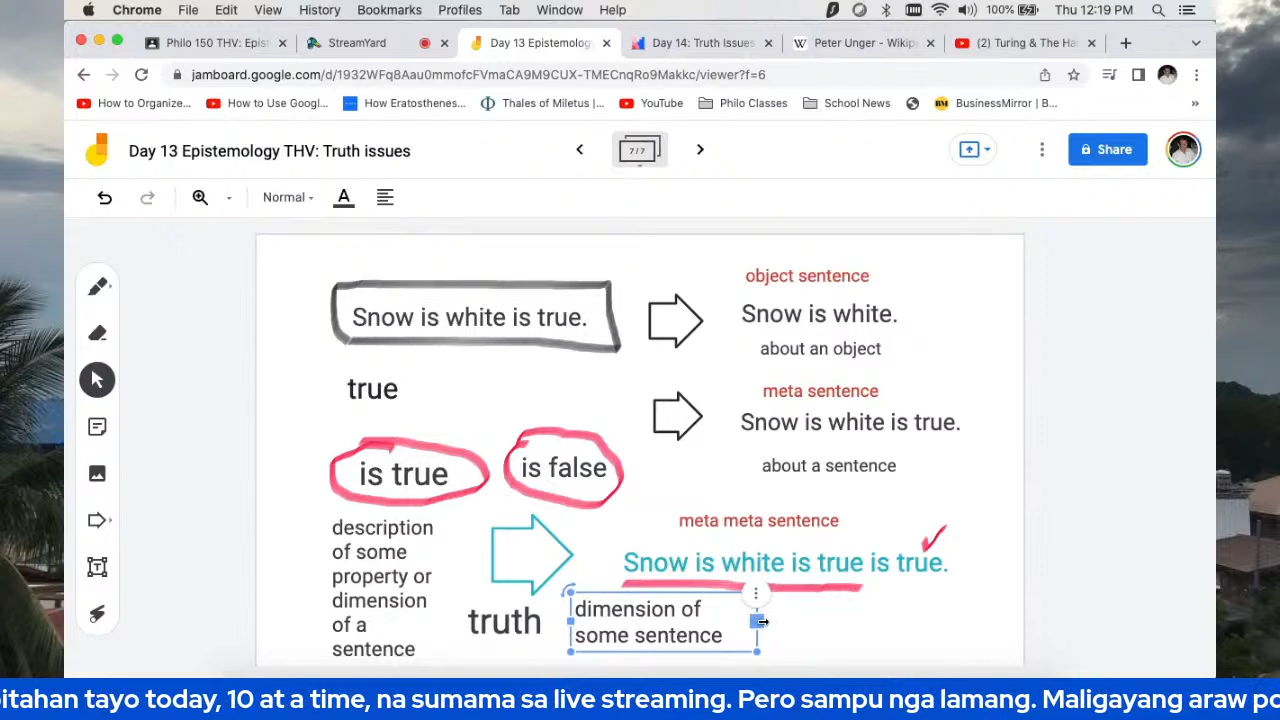 Chrome File Edit View History Bookmarks Profiles Tab Window Help 100% Thu 12:19 PM
Philo 150 THV: Epist StreamYard Day 13 Epistemology Day 14: Truth Issues Peter Unger - Wikip (2) Turing & The Ha
jamboard.google.com/d/1932WFq8Aau0mmofcFVmaCA9M9CUX-TMECnqRo9Makkc/viewer?f=6
How to Organize... How to Use Googl... How Eratosthenes... Thales of Miletus |... YouTube Philo Classes School News BusinessMirror | B...
Day 13 Epistemology THV: Truth issues
7 / 7
Share
Normal
object sentence
Snow is white is true.
Snow is white.
about an object
true
meta sentence
Snow is white is true.
is true
is false
about a sentence
description
of some
property or
dimension
of a
sentence
meta meta sentence
Snow is white is true is true.
truth
dimension of
some sentence
bitahan tayo today, 10 at a time, na sumama sa live streaming. Pero sampu nga lamang. Maligayang araw po